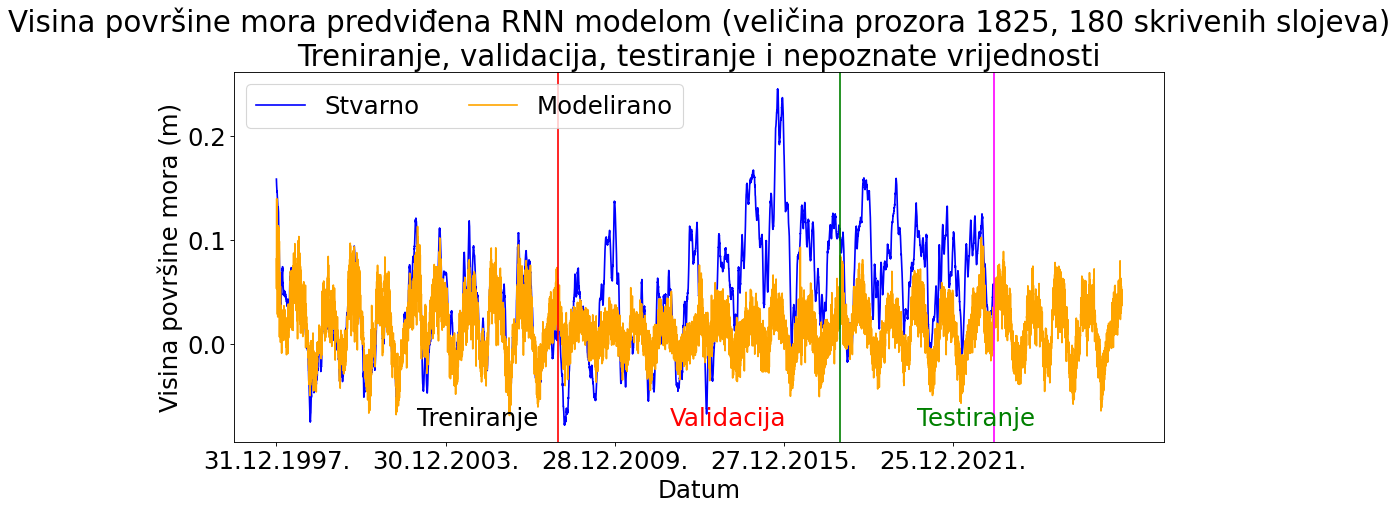 Visina površine mora predviđena RNN modelom (veličina prozora 1825, 180 skrivenih slojeva)
Treniranje, validacija, testiranje i nepoznate vrijednosti
Stvarno
Modelirano
Visina površine mora (m)
0.2
0.1
0.0
Treniranje
Validacija
Testiranje
31.12.1997.
30.12.2003.
28.12.2009.
27.12.2015.
25.12.2021.
Datum